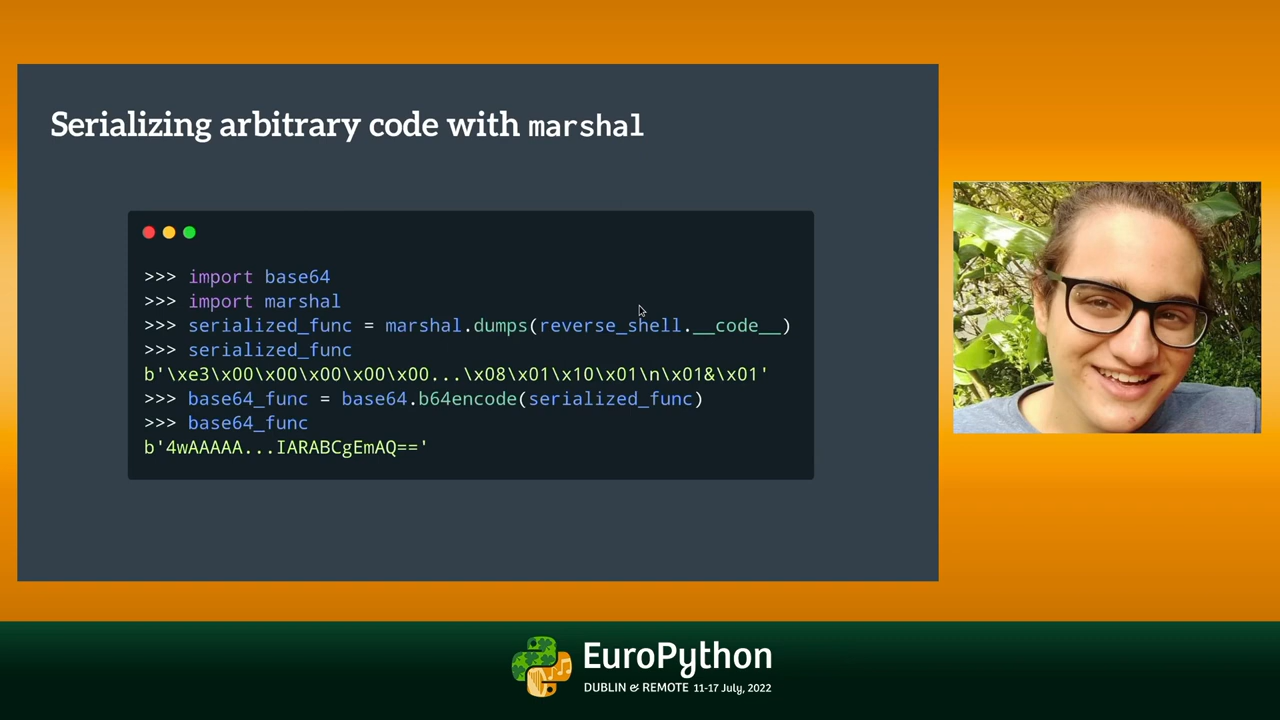 Serializing arbitrary code with marshal
>>> import base64
>>> import marshal
>>> serialized_func = marshal.dumps(reverse_shell.__code__)
>>> serialized_func
b'\xe3\x00\x00\x00\x00\x00...\x08\x01\x10\x01\n\x01&\x01'
>>> base64_func = base64.b64encode(serialized_func)
>>> base64_func
b'4wAAAAA...IARABCgEmAQ=='
EuroPython
DUBLIN & REMOTE 11-17 July, 2022